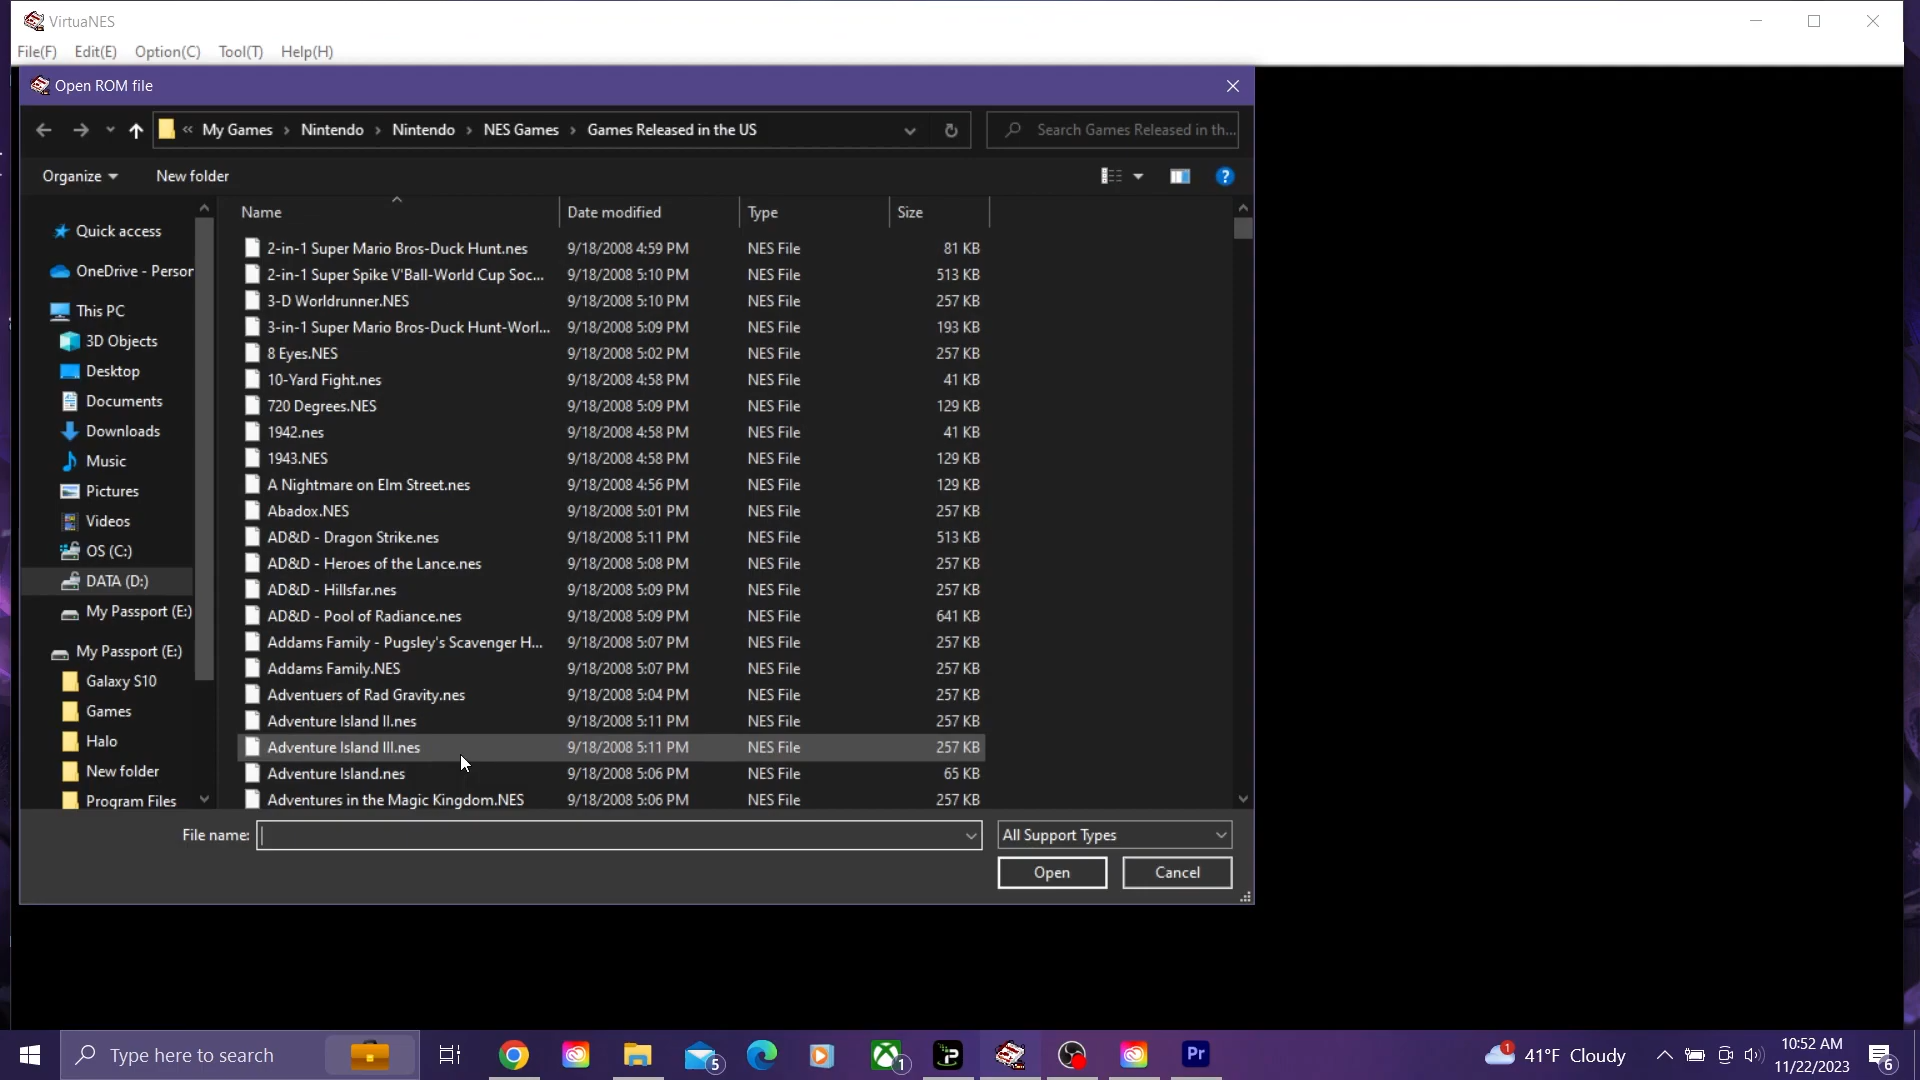 VirtuaNES
File(F) Edit(E) Option(C) Tool(T) Help(H)
Open ROM file
« My Games › Nintendo › Nintendo › NES Games › Games Released in the US
Search Games Released in th...
Organize New folder
?
Quick access
OneDrive - Person
This PC
3D Objects
Desktop
Documents
Downloads
Music
Pictures
Videos
OS (C:)
DATA (D:)
My Passport (E:)
My Passport (E:)
Galaxy S10
Games
Halo
New folder
Program Files
Name Date modified Type Size
2-in-1 Super Mario Bros-Duck Hunt.nes 9/18/2008 4:59 PM NES File 81 KB
2-in-1 Super Spike V'Ball-World Cup Soc... 9/18/2008 5:10 PM NES File 513 KB
3-D Worldrunner.NES 9/18/2008 5:10 PM NES File 257 KB
3-in-1 Super Mario Bros-Duck Hunt-Worl... 9/18/2008 5:09 PM NES File 193 KB
8 Eyes.NES 9/18/2008 5:02 PM NES File 257 KB
10-Yard Fight.nes 9/18/2008 4:58 PM NES File 41 KB
720 Degrees.NES 9/18/2008 5:09 PM NES File 129 KB
1942.nes 9/18/2008 4:58 PM NES File 41 KB
1943.NES 9/18/2008 4:58 PM NES File 129 KB
A Nightmare on Elm Street.nes 9/18/2008 4:56 PM NES File 129 KB
Abadox.NES 9/18/2008 5:01 PM NES File 257 KB
AD&D - Dragon Strike.nes 9/18/2008 5:11 PM NES File 513 KB
AD&D - Heroes of the Lance.nes 9/18/2008 5:08 PM NES File 257 KB
AD&D - Hillsfar.nes 9/18/2008 5:09 PM NES File 257 KB
AD&D - Pool of Radiance.nes 9/18/2008 5:09 PM NES File 641 KB
Addams Family - Pugsley's Scavenger H... 9/18/2008 5:07 PM NES File 257 KB
Addams Family.NES 9/18/2008 5:07 PM NES File 257 KB
Adventuers of Rad Gravity.nes 9/18/2008 5:04 PM NES File 257 KB
Adventure Island II.nes 9/18/2008 5:11 PM NES File 257 KB
Adventure Island III.nes 9/18/2008 5:11 PM NES File 257 KB
Adventure Island.nes 9/18/2008 5:06 PM NES File 65 KB
Adventures in the Magic Kingdom.NES 9/18/2008 5:06 PM NES File 257 KB
File name: All Support Types
Open Cancel
Type here to search
5
1
Pr
1
41°F Cloudy
10:52 AM
11/22/2023
6